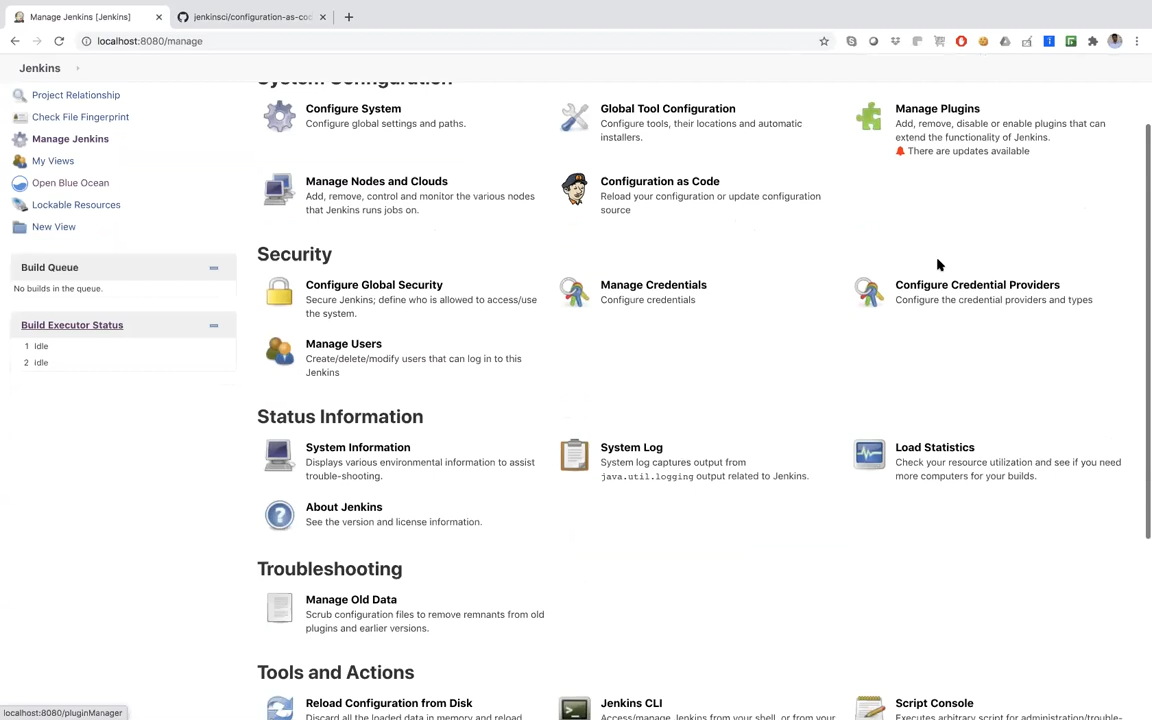 Manage Jenkins [Jenkins]
jenkinsci/configuration-as-cod
localhost:8080/manage
Jenkins
System Configuration
Project Relationship
Check File Fingerprint
Manage Jenkins
My Views
Open Blue Ocean
Lockable Resources
New View
Build Queue
No builds in the queue.
Build Executor Status
1 Idle
2 Idle
Configure System
Configure global settings and paths.
Global Tool Configuration
Configure tools, their locations and automatic
installers.
Manage Plugins
Add, remove, disable or enable plugins that can
extend the functionality of Jenkins.
There are updates available
Manage Nodes and Clouds
Add, remove, control and monitor the various nodes
that Jenkins runs jobs on.
Configuration as Code
Reload your configuration or update configuration
source
Security
Configure Global Security
Secure Jenkins; define who is allowed to access/use
the system.
Manage Credentials
Configure credentials
Configure Credential Providers
Configure the credential providers and types
Manage Users
Create/delete/modify users that can log in to this
Jenkins
Status Information
System Information
Displays various environmental information to assist
trouble-shooting.
System Log
System log captures output from
java.util.logging output related to Jenkins.
Load Statistics
Check your resource utilization and see if you need
more computers for your builds.
About Jenkins
See the version and license information.
Troubleshooting
Manage Old Data
Scrub configuration files to remove remnants from old
plugins and earlier versions.
Tools and Actions
Reload Configuration from Disk
Discard all the loaded data in memory and reload
Jenkins CLI
Access/manage Jenkins from your shell, or from your
Script Console
Executes arbitrary script for administration/trouble-
localhost:8080/pluginManager